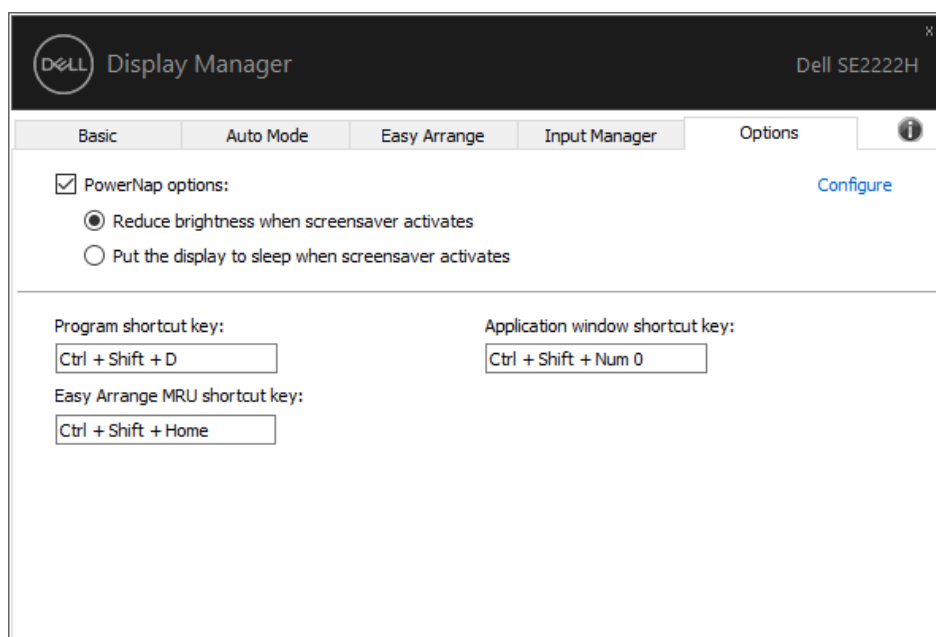 DELL Display Manager
Dell SE2222H
x
Basic Auto Mode Easy Arrange Input Manager Options i
PowerNap options: Configure
Reduce brightness when screensaver activates
Put the display to sleep when screensaver activates
Program shortcut key: Application window shortcut key:
Ctrl + Shift + D Ctrl + Shift + Num 0
Easy Arrange MRU shortcut key:
Ctrl + Shift + Home